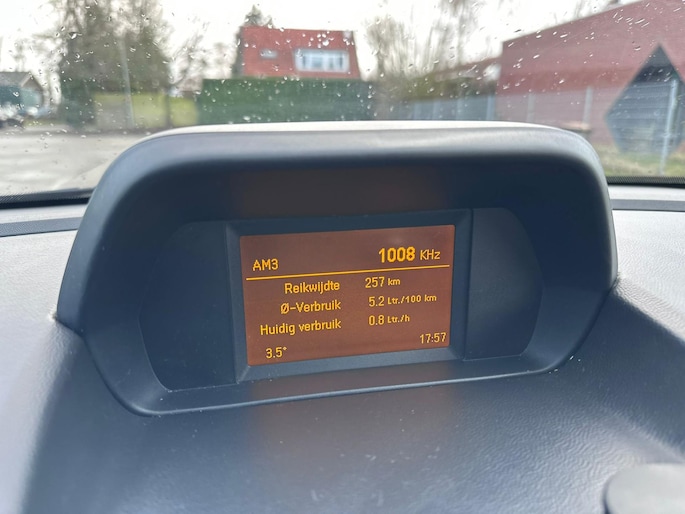 AM3 1008 KHz
Reikwijdte 257 km
Ø-Verbruik 5.2 Ltr./100 km
Huidig verbruik 0.8 Ltr./h
3.5° 17:57